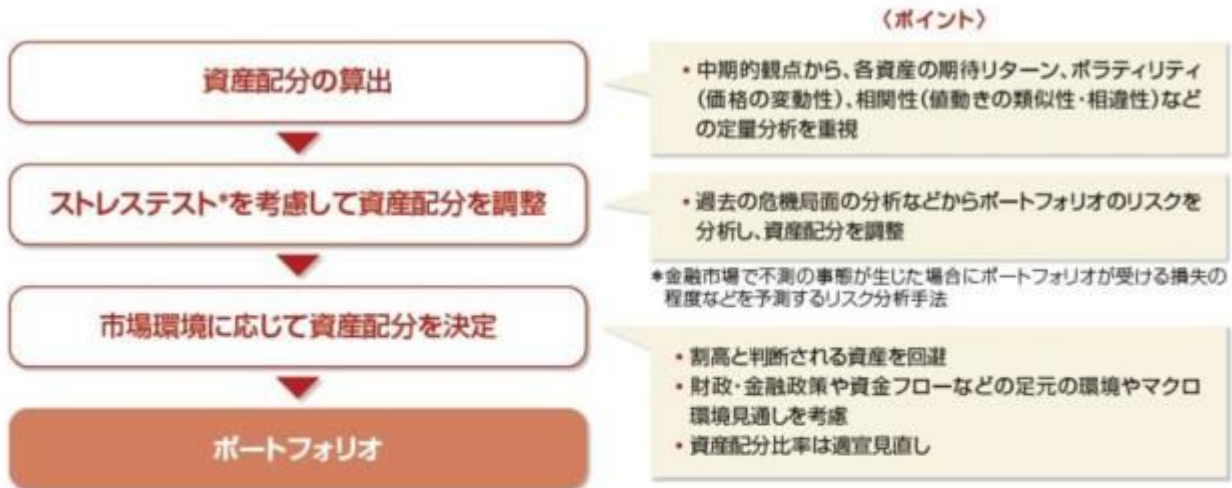 〈ポイント〉
資産配分の算出
• 中期的観点から、各資産の期待リターン、ボラティリティ
(価格の変動性)、相関性(値動きの類似性・相違性)など
の定量分析を重視
ストレステスト*を考慮して資産配分を調整
• 過去の危機局面の分析などからポートフォリオのリスクを
分析し、資産配分を調整
*金融市場で不測の事態が生じた場合にポートフォリオが受ける損失の
程度などを予測するリスク分析手法
市場環境に応じて資産配分を決定
• 割高と判断される資産を回避
• 財政・金融政策や資金フローなどの足元の環境やマクロ
環境見通しを考慮
• 資産配分比率は適宜見直し
ポートフォリオ